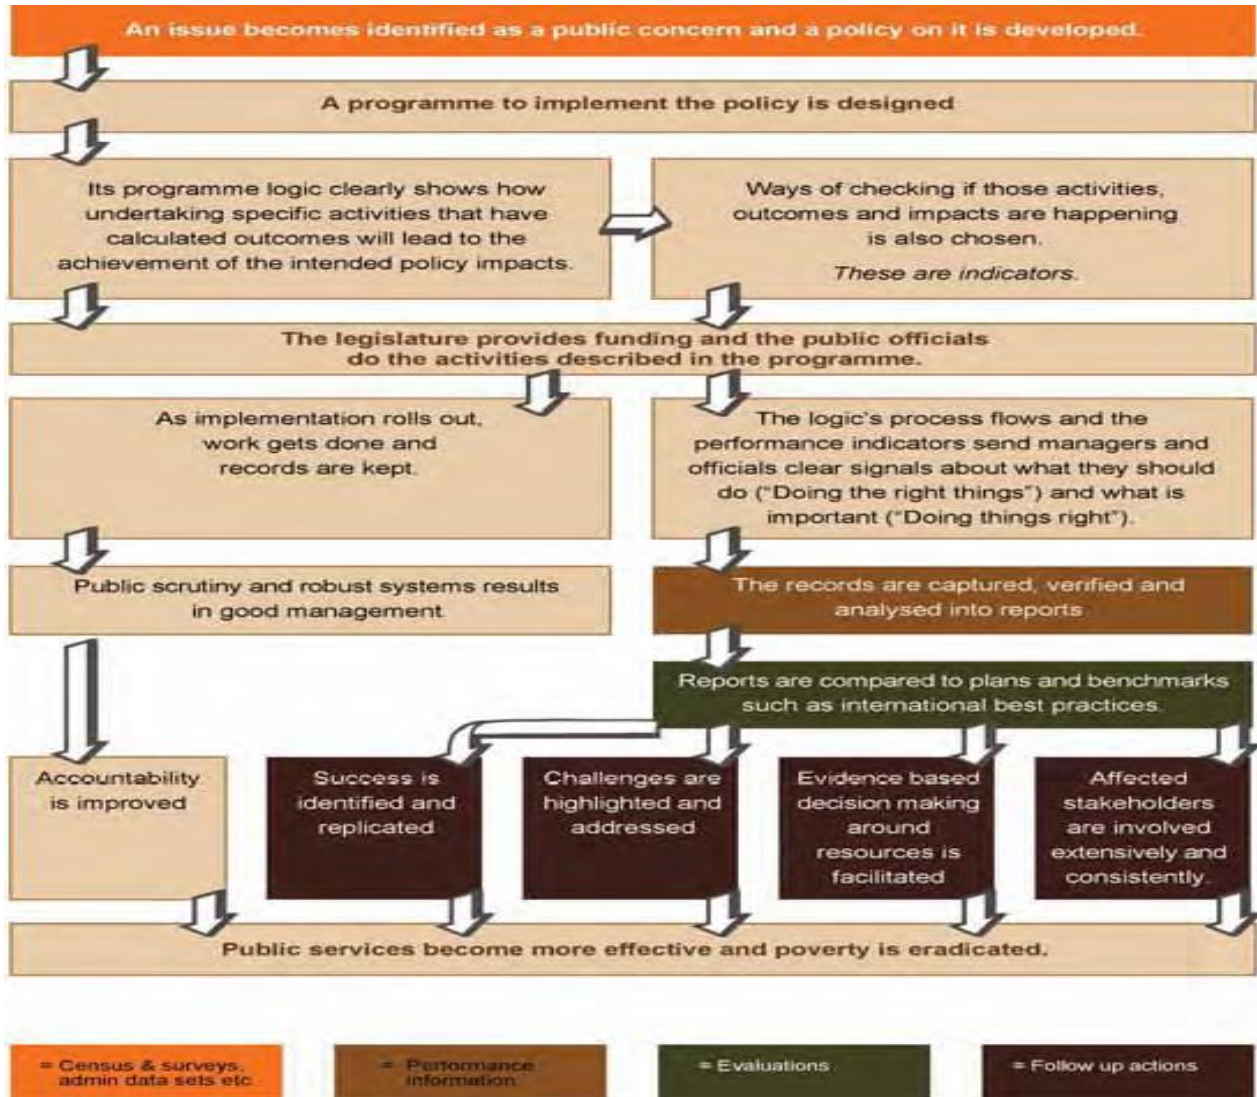 An issue becomes identified as a public concern and a policy on it is developed.
A programme to implement the policy is designed
Its programme logic clearly shows how
undertaking specific activities that have
calculated outcomes will lead to the
achievement of the intended policy impacts.
Ways of checking if those activities,
outcomes and impacts are happening
is also chosen.
These are indicators.
The legislature provides funding and the public officials
do the activities described in the programme.
As implementation rolls out,
work gets done and
records are kept.
The logic's process flows and the
performance indicators send managers and
officials clear signals about what they should
do (“Doing the right things”) and what is
important (“Doing things right”).
Public scrutiny and robust systems results
in good management
The records are captured, verified and
analysed into reports
Reports are compared to plans and benchmarks
such as international best practices.
Accountability
is improved
Success is
identified and
replicated
Challenges are
highlighted and
addressed
Evidence based
decision making
around
resources is
facilitated
Affected
stakeholders
are involved
extensively and
consistently.
Public services become more effective and poverty is eradicated.
= Census & surveys,
admin data sets etc
= Performance
information
= Evaluations
= Follow up actions